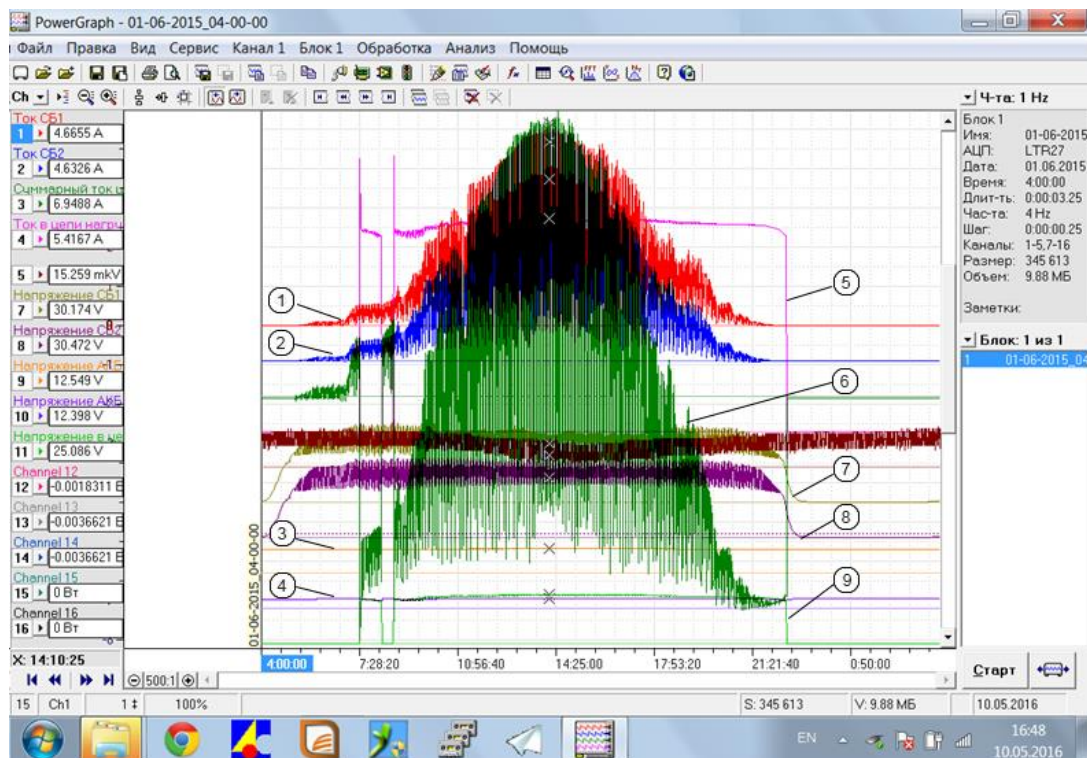 PowerGraph - 01-06-2015_04-00-00
Файл Правка Вид Сервис Канал 1 Блок 1 Обработка Анализ Помощь
Ch
Ч-та: 1 Hz
Ток СБ1
1 4.6655 A
Ток СБ2
2 4.6326 A
Суммарный ток
3 6.9488 A
Ток в цепи нагр
4 5.4167 A
5 15.259 mkV
Напряжение СБ1
7 30.174 V
Напряжение СБ2
8 30.472 V
Напряжение
9 12.549 V
Напряжение АКБ
10 12.398 V
Напряжение в
11 25.086 V
Channel 12
12 -0.0018311 В
Channel 13
13 -0.0036621 В
Channel 14
14 -0.0036621 В
Channel 15
15 0 Вт
Channel 16
16 0 Вт
X: 14:10:25
01-06-2015_04-00-00
1
2
3
4
5
6
7
8
9
4:00:00 7:28:20 10:56:40 14:25:00 17:53:20 21:21:40 0:50:00
500:1
Блок 1
Имя: 01-06-2015
АЦП: LTR27
Дата: 01.06.2015
Время: 4:00:00
Длит-ть: 0:00:03.25
Час-та: 4 Hz
Шаг: 0:00:00.25
Каналы: 1-5,7-16
Размер: 345 613
Объем: 9.88 МБ
Заметки:
Блок: 1 из 1
1 01-06-2015_04
Старт
15 Ch1 1 100% S: 345 613 V: 9.88 МБ 10.05.2016
EN 16:48
10.05.2016